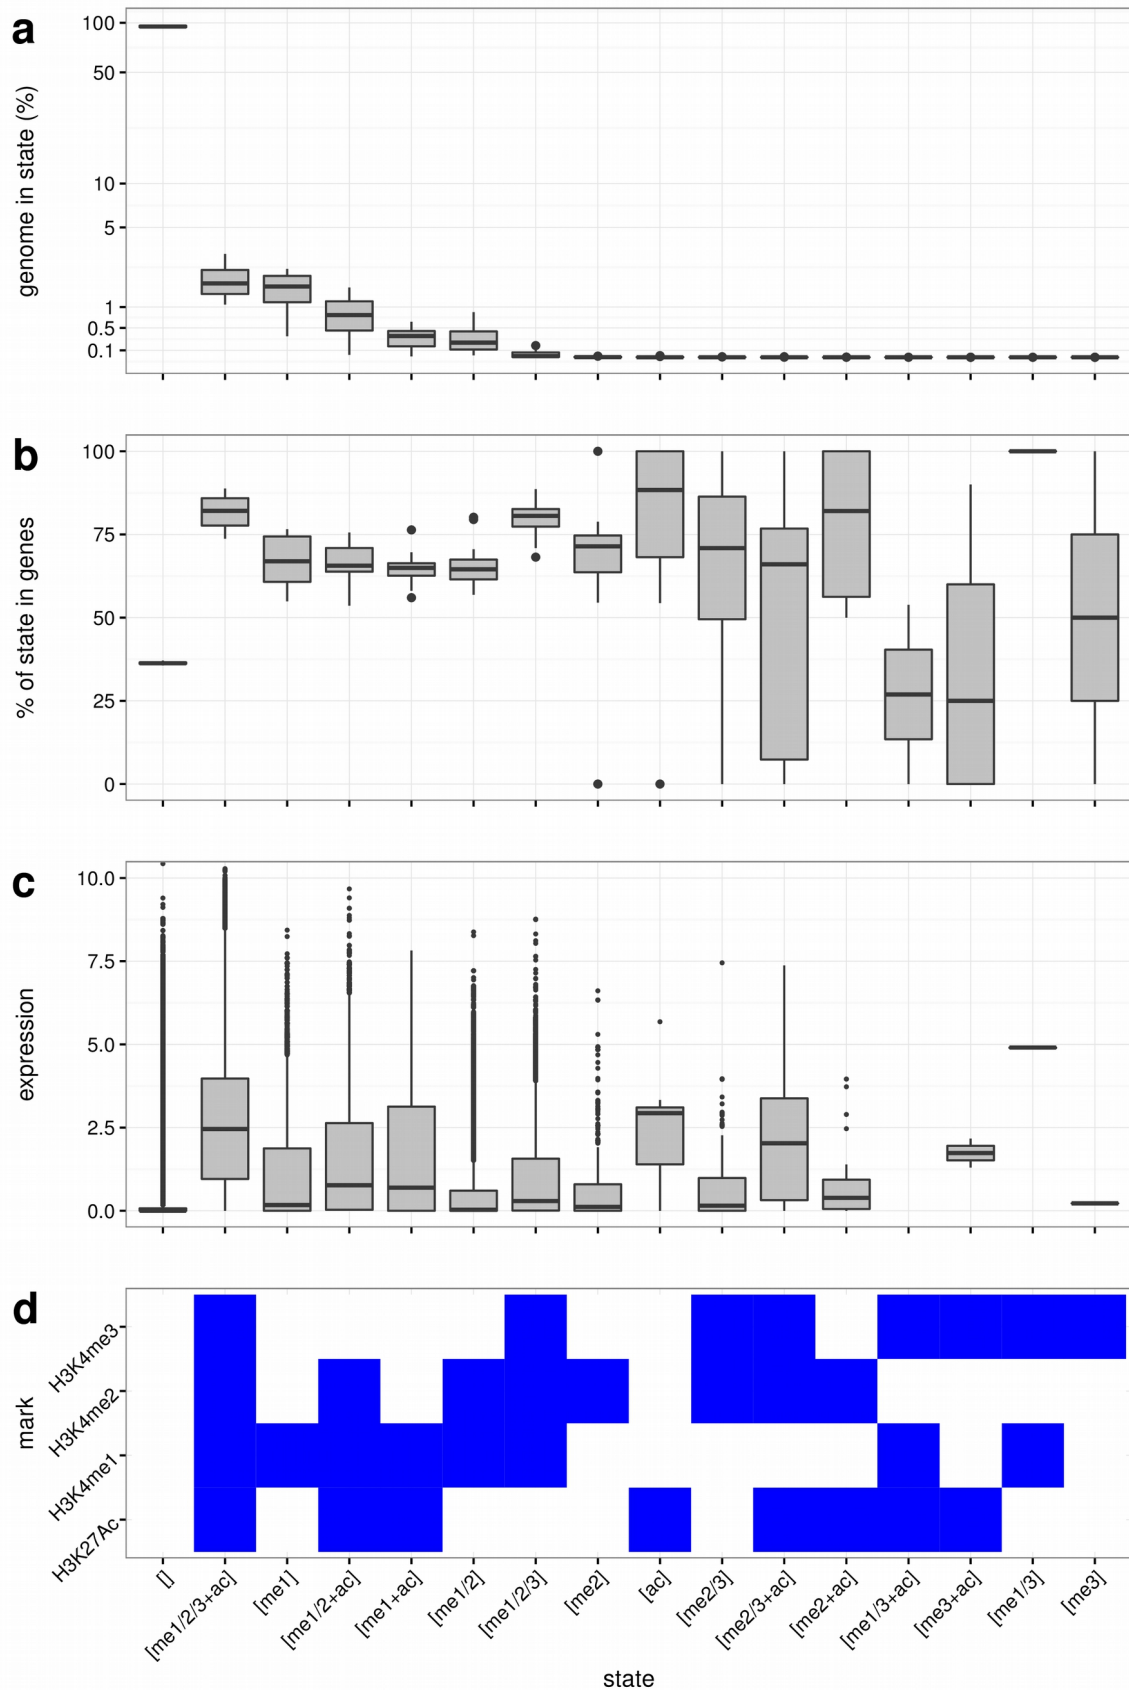 a
genome in state (%)
100
50
10
5
1
0.5
0.1
b
% of state in genes
100
75
50
25
0
c
expression
10.0
7.5
5.0
2.5
0.0
d
mark
H3K4me3
H3K4me2
H3K4me1
H3K27Ac
[]
[me1/2/3+ac]
[me1]
[me1/2+ac]
[me1+ac]
[me1/2]
[me1/2/3]
[me2]
[ac]
[me2/3]
[me2/3+ac]
[me2+ac]
[me1/3+ac]
[me3+ac]
[me1/3]
[me3]
state